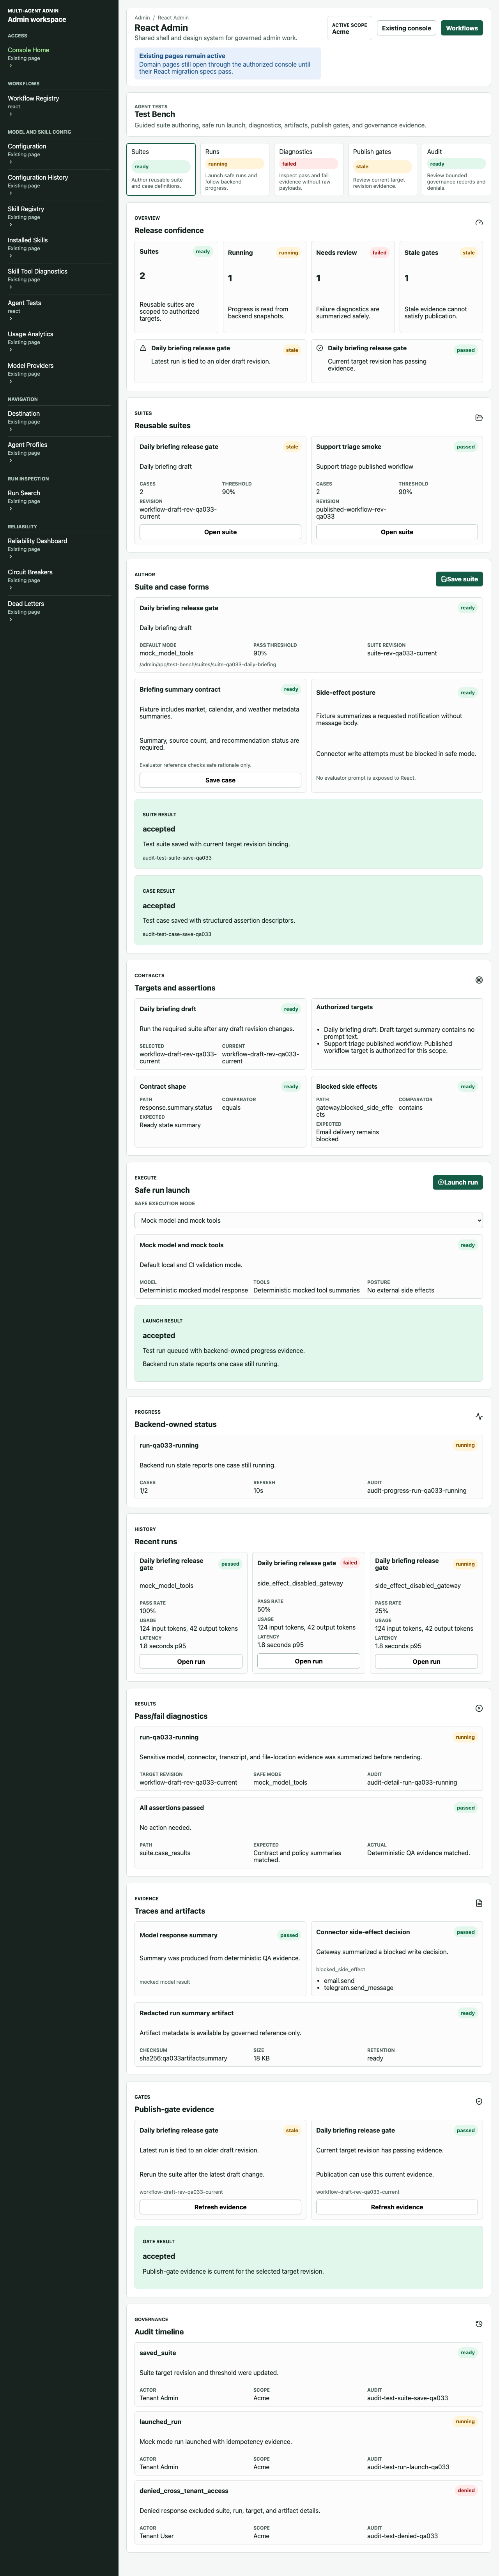 MULTI-AGENT ADMIN
Admin workspace
ACCESS
Console Home
Existing page
WORKFLOWS
Workflow Registry
react
MODEL AND SKILL CONFIG
Configuration
Existing page
Configuration History
Existing page
Skill Registry
Existing page
Installed Skills
Existing page
Skill Tool Diagnostics
Existing page
Agent Tests
react
Usage Analytics
Existing page
Model Providers
Existing page
NAVIGATION
Destination
Existing page
Agent Profiles
Existing page
RUN INSPECTION
Run Search
Existing page
RELIABILITY
Reliability Dashboard
Existing page
Circuit Breakers
Existing page
Dead Letters
Existing page
Admin / React Admin
React Admin
Shared shell and design system for governed admin work.
ACTIVE SCOPE
Acme
Existing console
Workflows
Existing pages remain active
Domain pages still open through the authorized console until
their React migration specs pass.
AGENT TESTS
Test Bench
Guided suite authoring, safe run launch, diagnostics, artifacts, publish gates, and governance evidence.
Suites
ready
Author reusable suite
and case definitions.
Runs
running
Launch safe runs and
follow backend
progress.
Diagnostics
failed
Inspect pass and fail
evidence without raw
payloads.
Publish gates
stale
Review current target
revision evidence.
Audit
ready
Review bounded
governance records and
denials.
OVERVIEW
Release confidence
Suites
ready
2
Reusable suites are
scoped to authorized
targets.
Running
running
1
Progress is read from
backend snapshots.
Needs review
failed
1
Failure diagnostics are
summarized safely.
Stale gates
stale
1
Stale evidence cannot
satisfy publication.
Daily briefing release gate
stale
Latest run is tied to an older draft revision.
Daily briefing release gate
passed
Current target revision has passing
evidence.
SUITES
Reusable suites
Daily briefing release gate
stale
Daily briefing draft
CASES
2
THRESHOLD
90%
REVISION
workflow-draft-rev-qa033-
current
Open suite
Support triage smoke
passed
Support triage published workflow
CASES
2
THRESHOLD
90%
REVISION
published-workflow-rev-
qa033
Open suite
AUTHOR
Suite and case forms
Save suite
Daily briefing release gate
ready
Daily briefing draft
DEFAULT MODE
mock_model_tools
PASS THRESHOLD
90%
SUITE REVISION
suite-rev-qa033-current
/admin/app/test-bench/suites/suite-qa033-daily-briefing
Briefing summary contract
ready
Fixture includes market, calendar, and weather metadata
summaries.
Summary, source count, and recommendation status are
required.
Evaluator reference checks safe rationale only.
Save case
Side-effect posture
ready
Fixture summarizes a requested notification without
message body.
Connector write attempts must be blocked in safe mode.
No evaluator prompt is exposed to React.
SUITE RESULT
accepted
Test suite saved with current target revision binding.
audit-test-suite-save-qa033
CASE RESULT
accepted
Test case saved with structured assertion descriptors.
audit-test-case-save-qa033
CONTRACTS
Targets and assertions
Daily briefing draft
ready
Run the required suite after any draft revision changes.
SELECTED
workflow-draft-rev-qa033-
current
CURRENT
workflow-draft-rev-qa033-
current
Authorized targets
• Daily briefing draft: Draft target summary contains no
prompt text.
• Support triage published workflow: Published
workflow target is authorized for this scope.
Contract shape
ready
PATH
response.summary.status
COMPARATOR
equals
EXPECTED
Ready state summary
Blocked side effects
ready
PATH
gateway.blocked_side_effe
cts
COMPARATOR
contains
EXPECTED
Email delivery remains
blocked
EXECUTE
Safe run launch
Launch run
SAFE EXECUTION MODE
Mock model and mock tools
Mock model and mock tools
ready
Default local and CI validation mode.
MODEL
Deterministic mocked model response
TOOLS
Deterministic mocked tool summaries
POSTURE
No external side effects
LAUNCH RESULT
accepted
Test run queued with backend-owned progress evidence.
Backend run state reports one case still running.
PROGRESS
Backend-owned status
run-qa033-running
running
Backend run state reports one case still running.
CASES
1/2
REFRESH
10s
AUDIT
audit-progress-run-qa033-running
HISTORY
Recent runs
Daily briefing release
gate
passed
mock_model_tools
PASS RATE
100%
USAGE
124 input tokens, 42 output tokens
LATENCY
1.8 seconds p95
Open run
Daily briefing release gate
failed
side_effect_disabled_gateway
PASS RATE
50%
USAGE
124 input tokens, 42 output tokens
LATENCY
1.8 seconds p95
Open run
Daily briefing release
gate
running
side_effect_disabled_gateway
PASS RATE
25%
USAGE
124 input tokens, 42 output tokens
LATENCY
1.8 seconds p95
Open run
RESULTS
Pass/fail diagnostics
run-qa033-running
running
Sensitive model, connector, transcript, and file-location evidence was summarized before rendering.
TARGET REVISION
workflow-draft-rev-qa033-current
SAFE MODE
mock_model_tools
AUDIT
audit-detail-run-qa033-running
All assertions passed
passed
No action needed.
PATH
suite.case_results
EXPECTED
Contract and policy summaries
matched.
ACTUAL
Deterministic QA evidence matched.
EVIDENCE
Traces and artifacts
Model response summary
passed
Summary was produced from deterministic QA evidence.
mocked model result
Connector side-effect decision
passed
Gateway summarized a blocked write decision.
blocked_side_effect
• email.send
• telegram.send_message
Redacted run summary artifact
ready
Artifact metadata is available by governed reference only.
CHECKSUM
sha256:qa033artifactsummary
SIZE
18 KB
RETENTION
ready
GATES
Publish-gate evidence
Daily briefing release gate
stale
Latest run is tied to an older draft revision.
Rerun the suite after the latest draft change.
workflow-draft-rev-qa033-current
Refresh evidence
Daily briefing release gate
passed
Current target revision has passing evidence.
Publication can use this current evidence.
workflow-draft-rev-qa033-current
Refresh evidence
GATE RESULT
accepted
Publish-gate evidence is current for the selected target revision.
GOVERNANCE
Audit timeline
saved_suite
ready
Suite target revision and threshold were updated.
ACTOR
Tenant Admin
SCOPE
Acme
AUDIT
audit-test-suite-save-qa033
launched_run
running
Mock mode run launched with idempotency evidence.
ACTOR
Tenant Admin
SCOPE
Acme
AUDIT
audit-test-run-launch-qa033
denied_cross_tenant_access
denied
Denied response excluded suite, run, target, and artifact details.
ACTOR
Tenant User
SCOPE
Acme
AUDIT
audit-test-denied-qa033